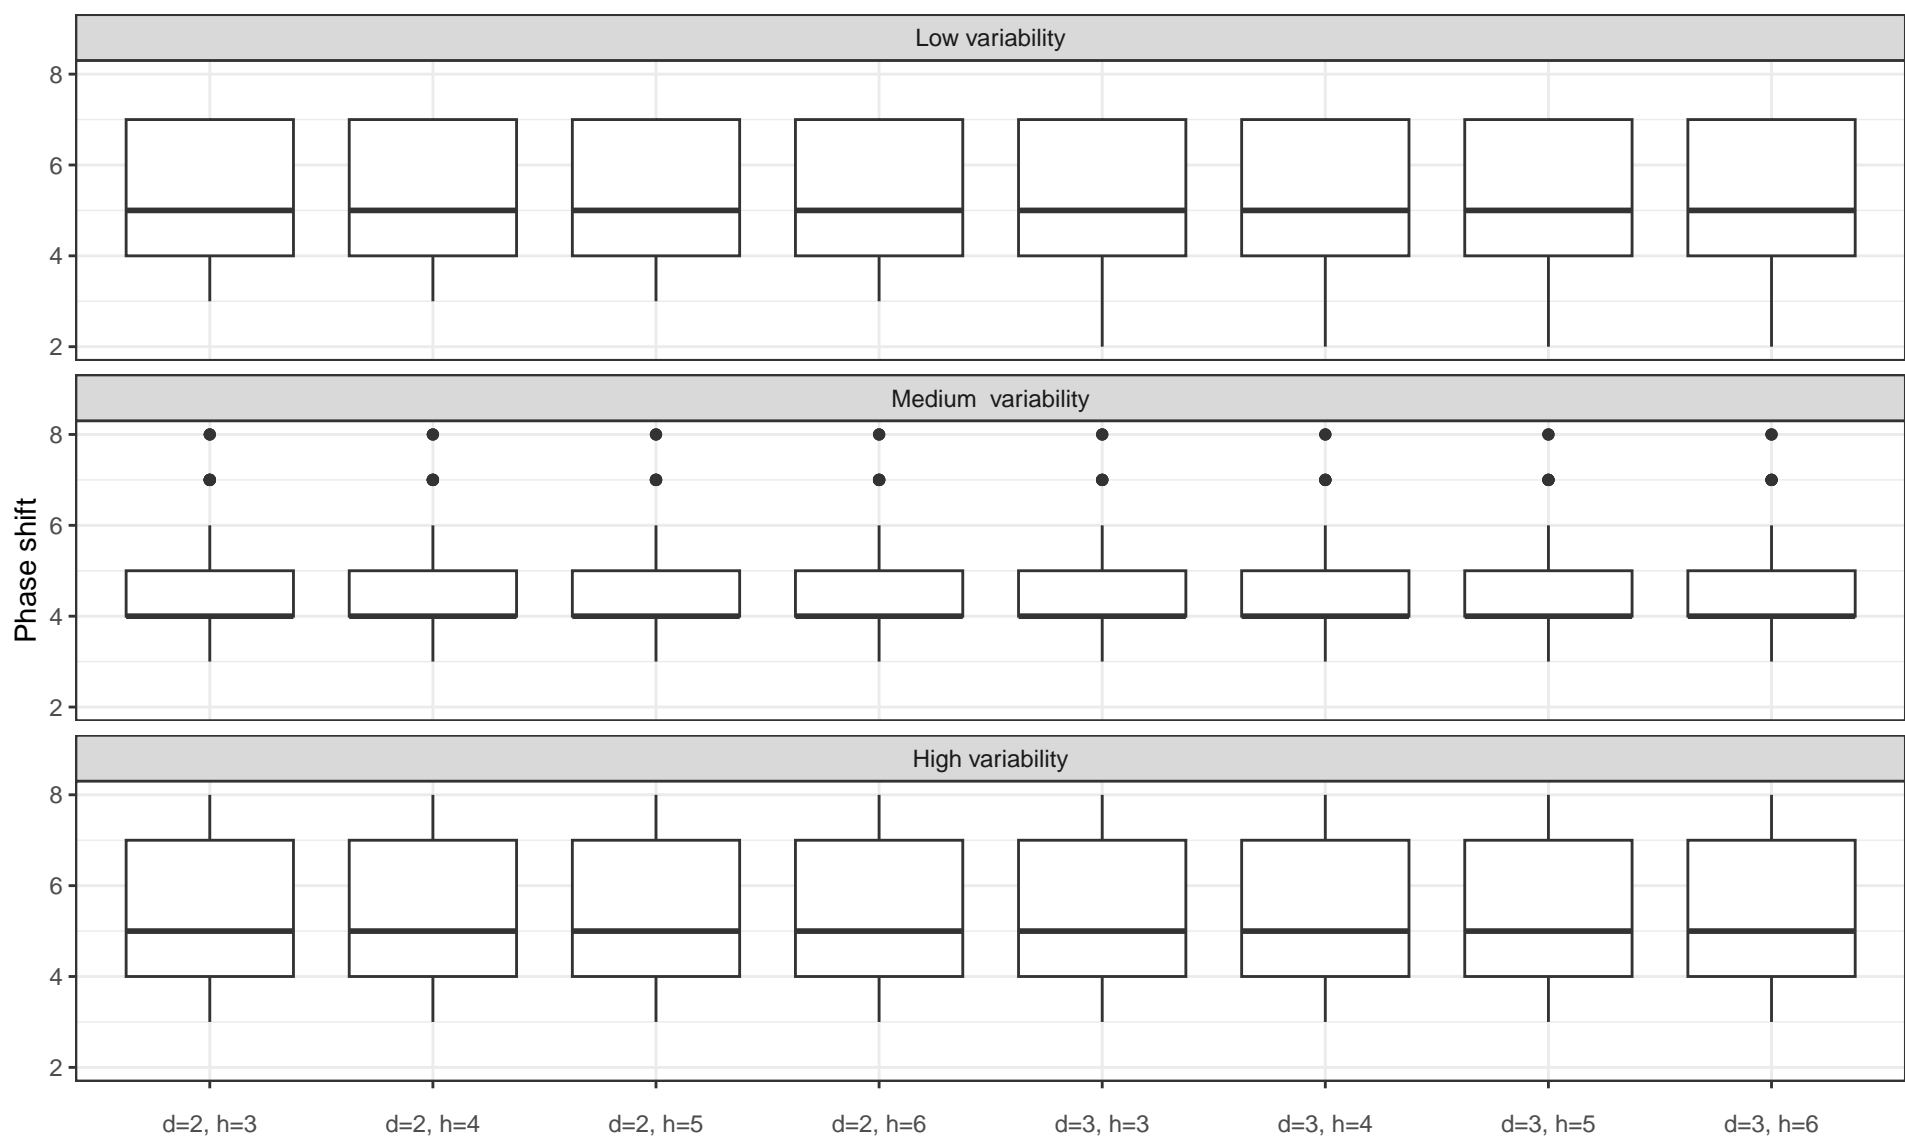 Low variability
8
6
4
2
Medium  variability
8
6
4
2
Phase shift
High variability
8
6
4
2
d=2, h=3 d=2, h=4 d=2, h=5 d=2, h=6 d=3, h=3 d=3, h=4 d=3, h=5 d=3, h=6